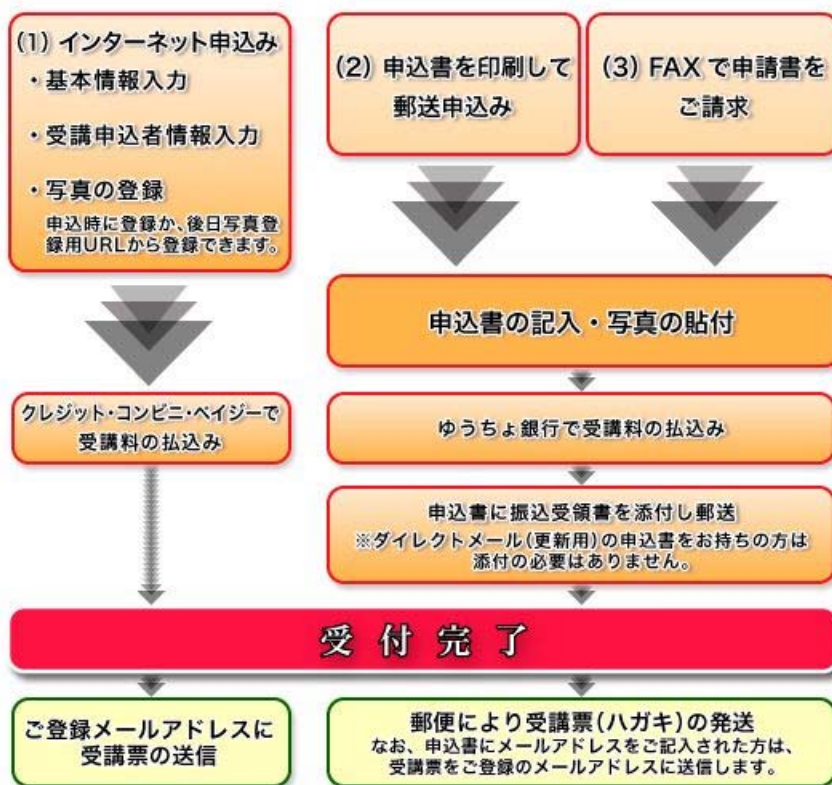 (1) インターネット申込み
・基本情報入力
・受講申込者情報入力
・写真の登録
申込時に登録か、後日写真登
録用URLから登録できます。
(2) 申込書を印刷して
郵送申込み
(3) FAXで申請書を
ご請求
申込書の記入・写真の貼付
クレジット・コンビニ・ペイジーで
受講料の払込み
ゆうちょ銀行で受講料の払込み
申込書に振込受領書を添付し郵送
※ダイレクトメール(更新用)の申込書をお持ちの方は
添付の必要はありません。
受付完了
ご登録メールアドレスに
受講票の送信
郵便により受講票(ハガキ)の発送
なお、申込書にメールアドレスをご記入された方は、
受講票をご登録のメールアドレスに送信します。